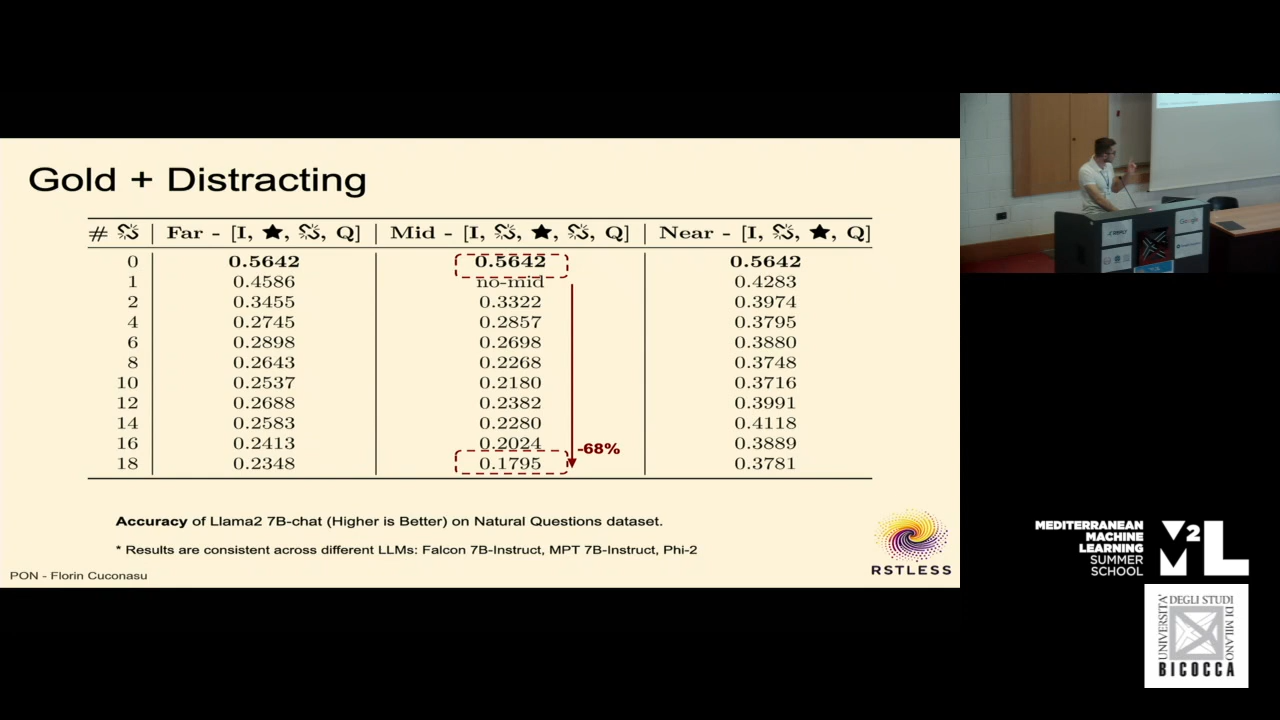 Gold + Distracting
# | Far - [I, ★, , Q] | Mid - [I, , ★, , Q] | Near - [I, , ★, Q]
0 0.5642 0.5642 0.5642
1 0.4586 no-mid 0.4283
2 0.3455 0.3322 0.3974
4 0.2745 0.2857 0.3795
6 0.2898 0.2698 0.3880
8 0.2643 0.2268 0.3748
10 0.2537 0.2180 0.3716
12 0.2688 0.2382 0.3991
14 0.2583 0.2280 0.4118
16 0.2413 0.2024 0.3889
-68%
18 0.2348 0.1795 0.3781
Accuracy of Llama2 7B-chat (Higher is Better) on Natural Questions dataset.
* Results are consistent across different LLMs: Falcon 7B-Instruct, MPT 7B-Instruct, Phi-2
RSTLESS
PON - Florin Cuconasu
Google
MEDITERRANEAN
MACHINE
LEARNING
SUMMER
SCHOOL
M2L
UNIVERSITA'
DEGLI STUDI
DI MILANO
BICOCCA